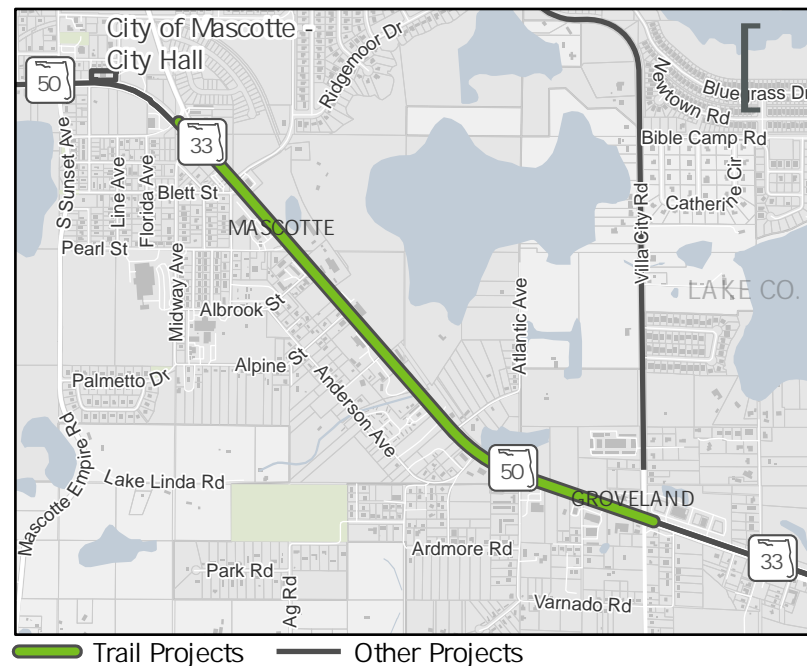 City of Mascotte -
City Hall
50
33
Ridgemoor Dr
Newtown Rd
Bluegrass Dr
Bible Camp Rd
Catherine Cir
S Sunset Ave
Line Ave
Florida Ave
Blett St
Pearl St
MASCOTTE
Villa City Rd
LAKE CO.
Midway Ave
Albrook St
Atlantic Ave
Alpine St
Palmetto Dr
Anderson Ave
Mascotte Empire Rd
Lake Linda Rd
50
GROVELAND
Ardmore Rd
33
Park Rd
Ag Rd
Varnado Rd
Trail Projects
Other Projects